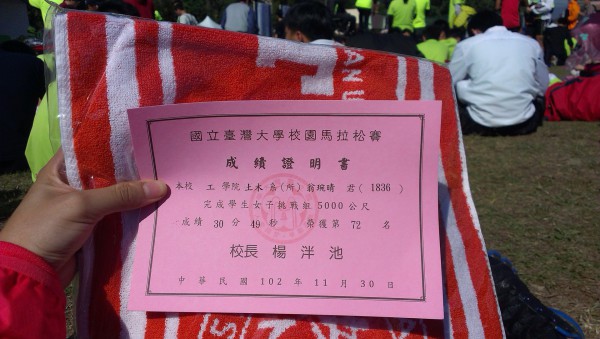 國立臺灣大學校園馬拉松賽
成績證明書
本校 工 學院 土木 系(所) 翁琬晴 君( 1836 )
完成學生女子挑戰組 5000 公尺
成績 30 分 49 秒 榮獲第 72 名
校長 楊泮池
中華民國 102 年 11 月 30 日